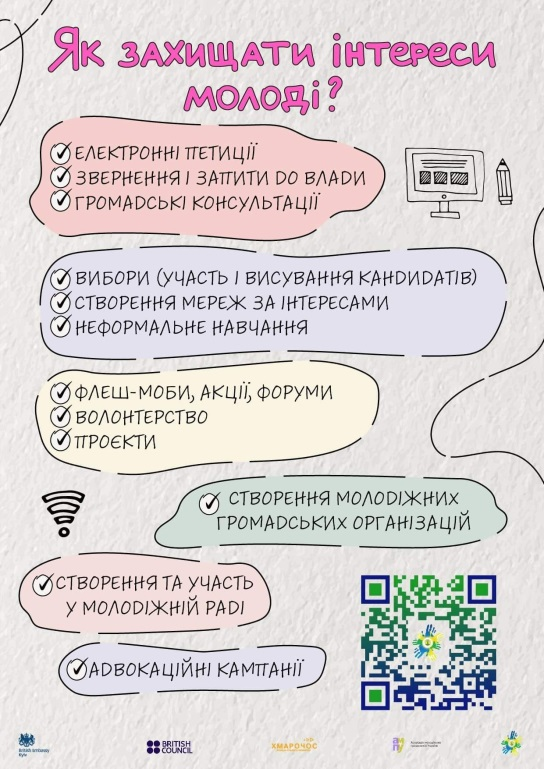 Як захищати інтереси
молоді?
ЕЛЕКТРОННІ ПЕТИЦІЇ
ЗВЕРНЕННЯ І ЗАПИТИ ДО ВЛАДИ
ГРОМАДСЬКІ КОНСУЛЬТАЦІЇ
ВИБОРИ (УЧАСТЬ І ВИСУВАННЯ КАНДИДАТІВ)
СТВОРЕННЯ МЕРЕЖ ЗА ІНТЕРЕСАМИ
НЕФОРМАЛЬНЕ НАВЧАННЯ
ФЛЕШ-МОБИ, АКЦІЇ, ФОРУМИ
ВОЛОНТЕРСТВО
ПРОЄКТИ
СТВОРЕННЯ МОЛОДІЖНИХ
ГРОМАДСЬКИХ ОРГАНІЗАЦІЙ
СТВОРЕННЯ ТА УЧАСТЬ
У МОЛОДІЖНІЙ РАДІ
АДВОКАЦІЙНІ КАМПАНІЇ
British Embassy
Kyiv
BRITISH
COUNCIL
ХМАРОЧОС